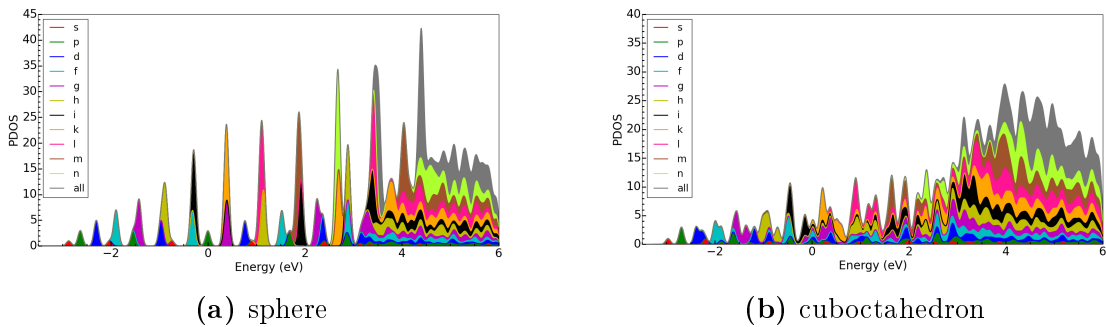 45
40
35
30
25
20
15
10
5
0
PDOS
s
p
d
f
g
h
i
k
l
m
n
all
−2 0 2 4 6
Energy (eV)
(a) sphere
40
35
30
25
20
15
10
5
0
PDOS
s
p
d
f
g
h
i
k
l
m
n
all
−2 0 2 4 6
Energy (eV)
(b) cuboctahedron